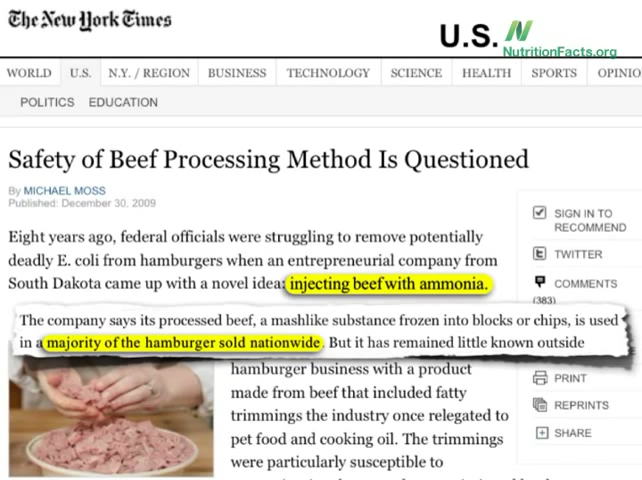 The New York Times
U.S.
NutritionFacts.org
WORLD U.S. N.Y. / REGION BUSINESS TECHNOLOGY SCIENCE HEALTH SPORTS OPINIO
POLITICS EDUCATION
Safety of Beef Processing Method Is Questioned
By MICHAEL MOSS
Published: December 30, 2009
Eight years ago, federal officials were struggling to remove potentially
deadly E. coli from hamburgers when an entrepreneurial company from
South Dakota came up with a novel idea: injecting beef with ammonia.
The company says its processed beef, a mashlike substance frozen into blocks or chips, is used
in a majority of the hamburger sold nationwide. But it has remained little known outside
hamburger business with a product
made from beef that included fatty
trimmings the industry once relegated to
pet food and cooking oil. The trimmings
were particularly susceptible to
SIGN IN TO
RECOMMEND
TWITTER
COMMENTS
(383)
PRINT
REPRINTS
SHARE